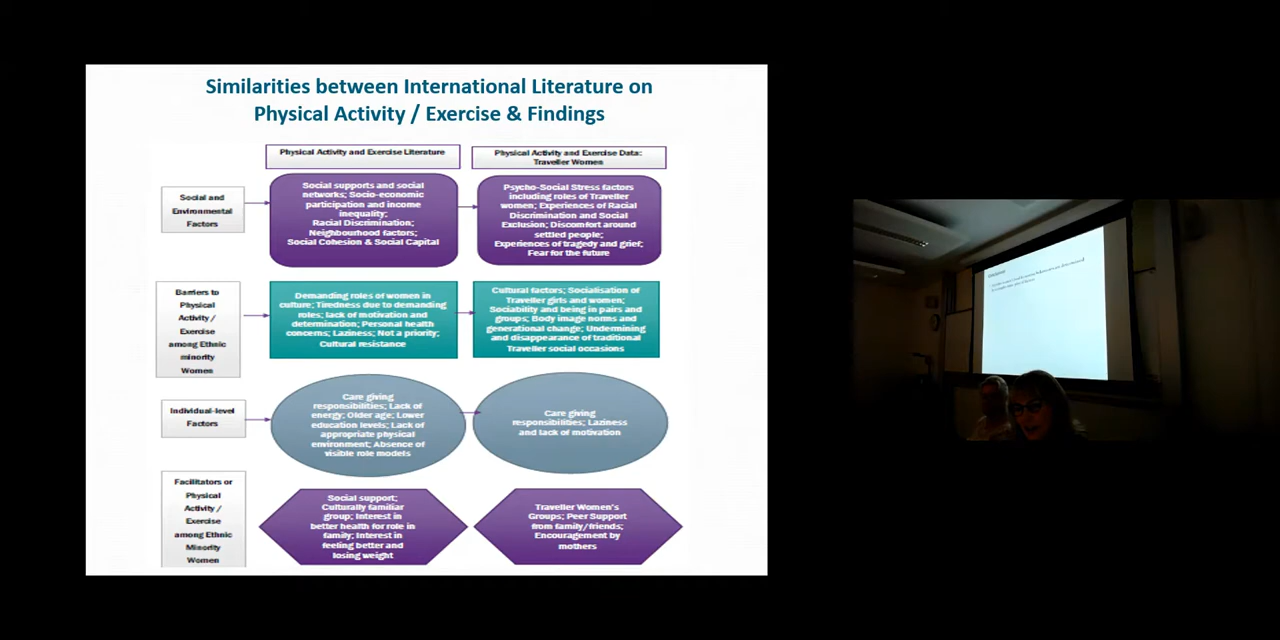 Similarities between International Literature on
Physical Activity / Exercise & Findings
Physical Activity and Exercise Literature
Physical Activity and Exercise Data:
Traveller Women
Social and
Environmental
Factors
Social supports and social
networks; Socio-economic
participation and income
inequality;
Racial Discrimination;
Neighbourhood factors;
Social Cohesion & Social Capital
Psycho-Social Stress factors
including roles of Traveller
women; Experiences of Racial
Discrimination and Social
Exclusion; Discomfort around
settled people;
Experiences of tragedy and grief;
Fear for the future
Barriers to
Physical
Activity /
Exercise
among Ethnic
minority
Women
Demanding roles of women in
culture; Tiredness due to demanding
roles; lack of motivation and
determination; Personal health
concerns; Laziness; Not a priority;
Cultural resistance
Cultural factors; Socialisation of
Traveller girls and women;
Sociability and being in pairs and
groups; Body image norms and
generational change; Undermining
and disappearance of traditional
Traveller social occasions
Individual-level
Factors
Care giving
responsibilities; Lack of
energy; Older age; Lower
education levels; Lack of
appropriate physical
environment; Absence of
visible role models
Care giving
responsibilities; Laziness
and lack of motivation
Facilitators or
Physical
Activity /
Exercise
among Ethnic
Minority
Women
Social support;
Culturally familiar
group; Interest in
better health for role in
family; Interest in
feeling better and
losing weight
Traveller Women's
Groups; Peer Support
from family/friends;
Encouragement by
mothers